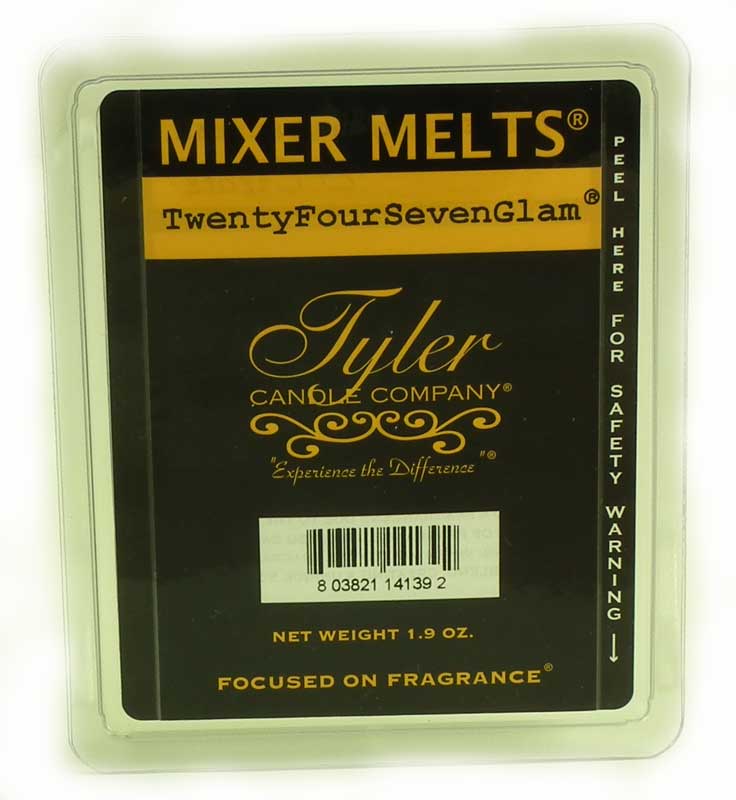 MIXER MELTS®
TwentyFourSevenGlam®
Tyler
CANDLE COMPANY®
"Experience the Difference"®
8 03821 14139 2
NET WEIGHT 1.9 OZ.
FOCUSED ON FRAGRANCE®
PEEL HERE FOR SAFETY WARNING →